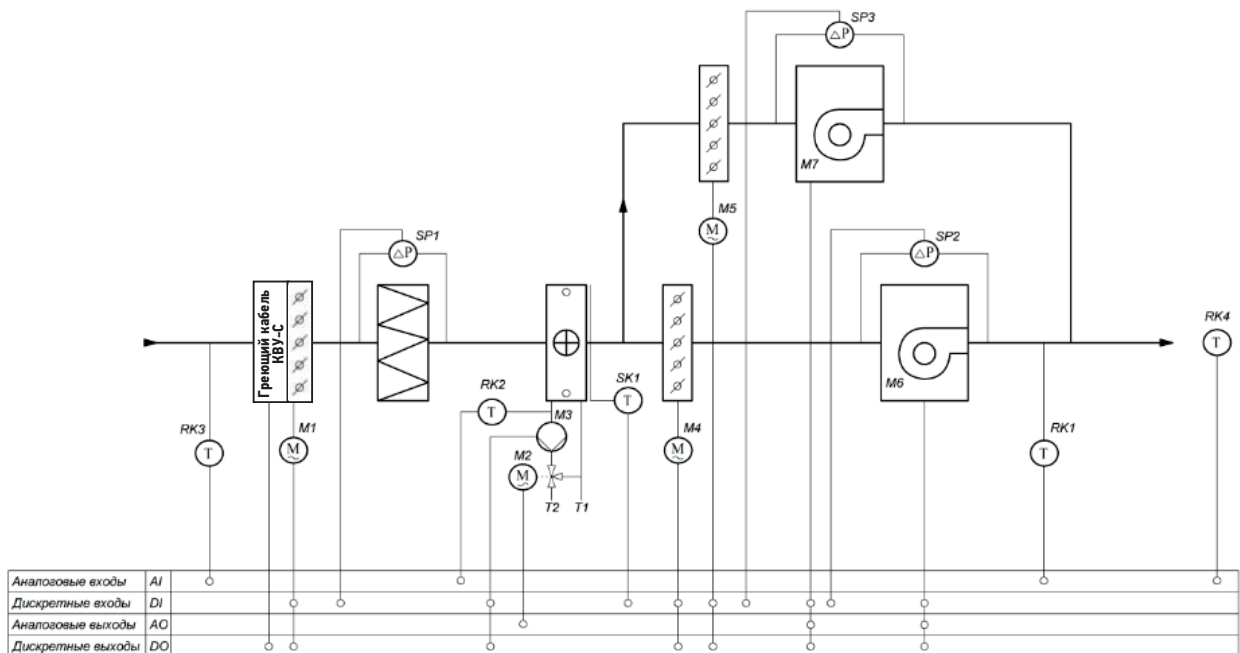 SP3
△P
M7
M5
M
SP1
△P
SP2
△P
Греющий кабель
КВУ-С
RK4
T
M6
RK2
T
SK1
T
M3
RK3
T
M1
M
M2
M
M4
M
RK1
T
T2
T1
Аналоговые входы AI
Дискретные входы DI
Аналоговые выходы AO
Дискретные выходы DO